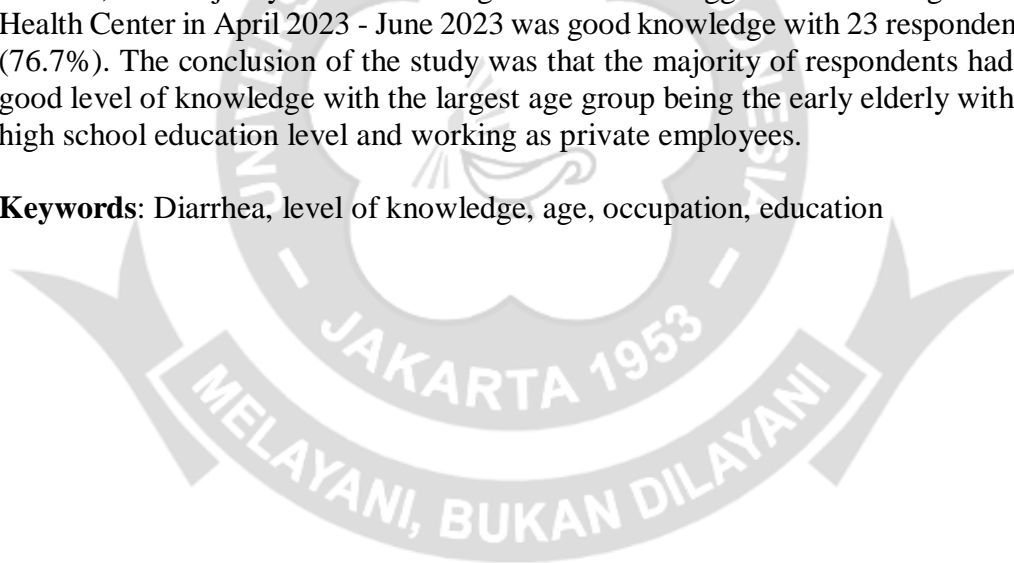 Health Center in April 2023 - June 2023 was good knowledge with 23
(76.7%). The conclusion of the study was that the majority of respondents had
good level of knowledge with the largest age group being the early elderly with
high school education level and working as private employees.
Keywords: Diarrhea, level of knowledge, age, occupation, education
JAKARTA 1953
MELAYANI, BUKAN DILAYANI